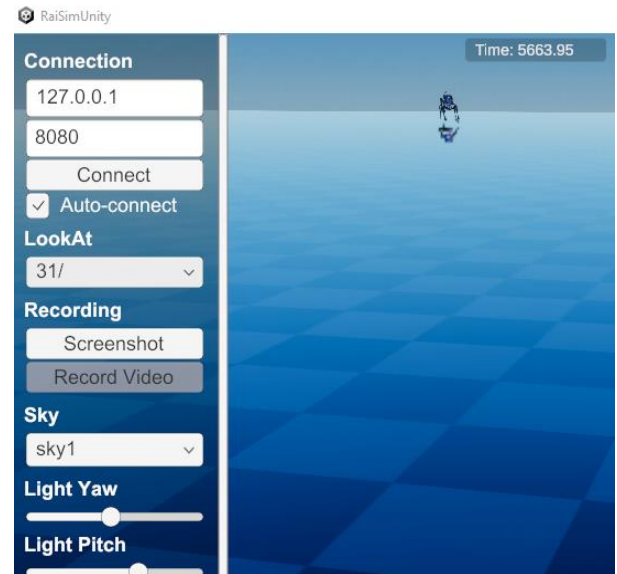 RaiSimUnity
Time: 5663.95
Connection
127.0.0.1
8080
Connect
Auto-connect
LookAt
31/
Recording
Screenshot
Record Video
Sky
sky1
Light Yaw
Light Pitch